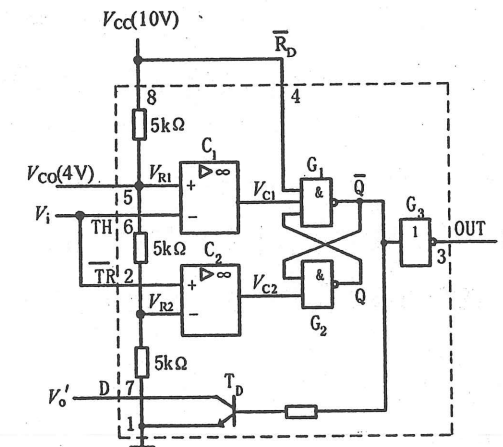 V_CC(10V)
R̅_D
8
4
5kΩ
C₁
▷ ∞
G₁
V_CO(4V)
V_R1
+
V_C1
&
Q̅
G₃
5
V_i
TH
−
1
OUT
6
3
5kΩ
C₂
▷ ∞
T̅R̅
2
+
V_C2
&
Q
V_R2
−
G₂
5kΩ
T_D
V_o′
D
7
1